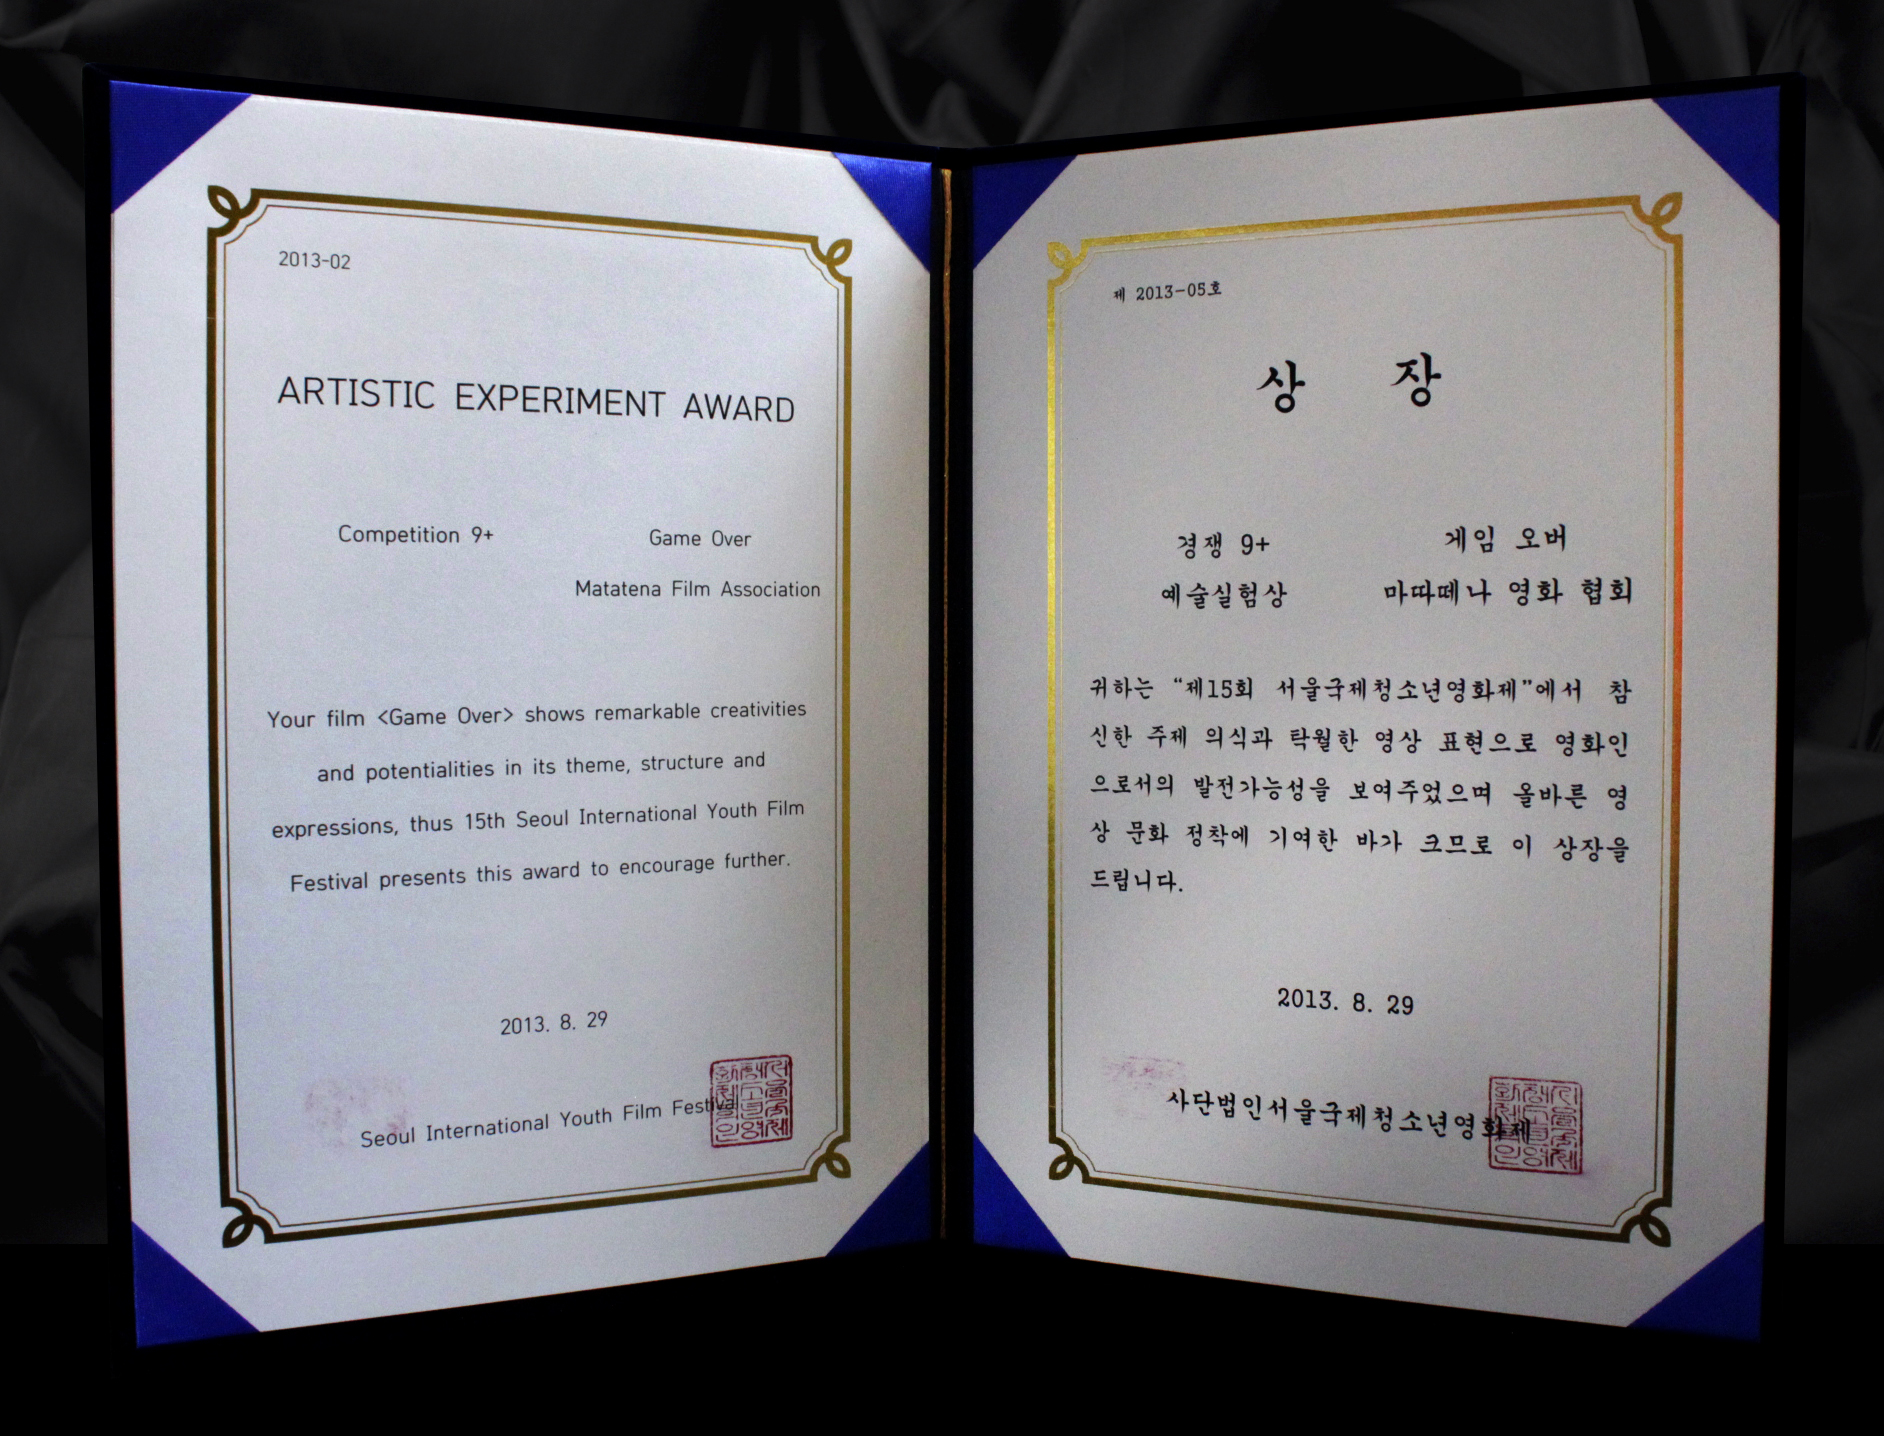 2013-02
ARTISTIC EXPERIMENT AWARD
Competition 9+ Game Over
Matatena Film Association
Your film <Game Over> shows remarkable creativities
and potentialities in its theme, structure and
expressions, thus 15th Seoul International Youth Film
Festival presents this award to encourage further.
2013. 8. 29
Seoul International Youth Film Festival
제 2013-05호
상 장
경쟁 9+ 게임 오버
예술실험상 마따떼나 영화 협회
귀하는 “제15회 서울국제청소년영화제”에서 참
신한 주제 의식과 탁월한 영상 표현으로 영화인
으로서의 발전가능성을 보여주었으며 올바른 영
상 문화 정착에 기여한 바가 크므로 이 상장을
드립니다.
2013. 8. 29
사단법인서울국제청소년영화제